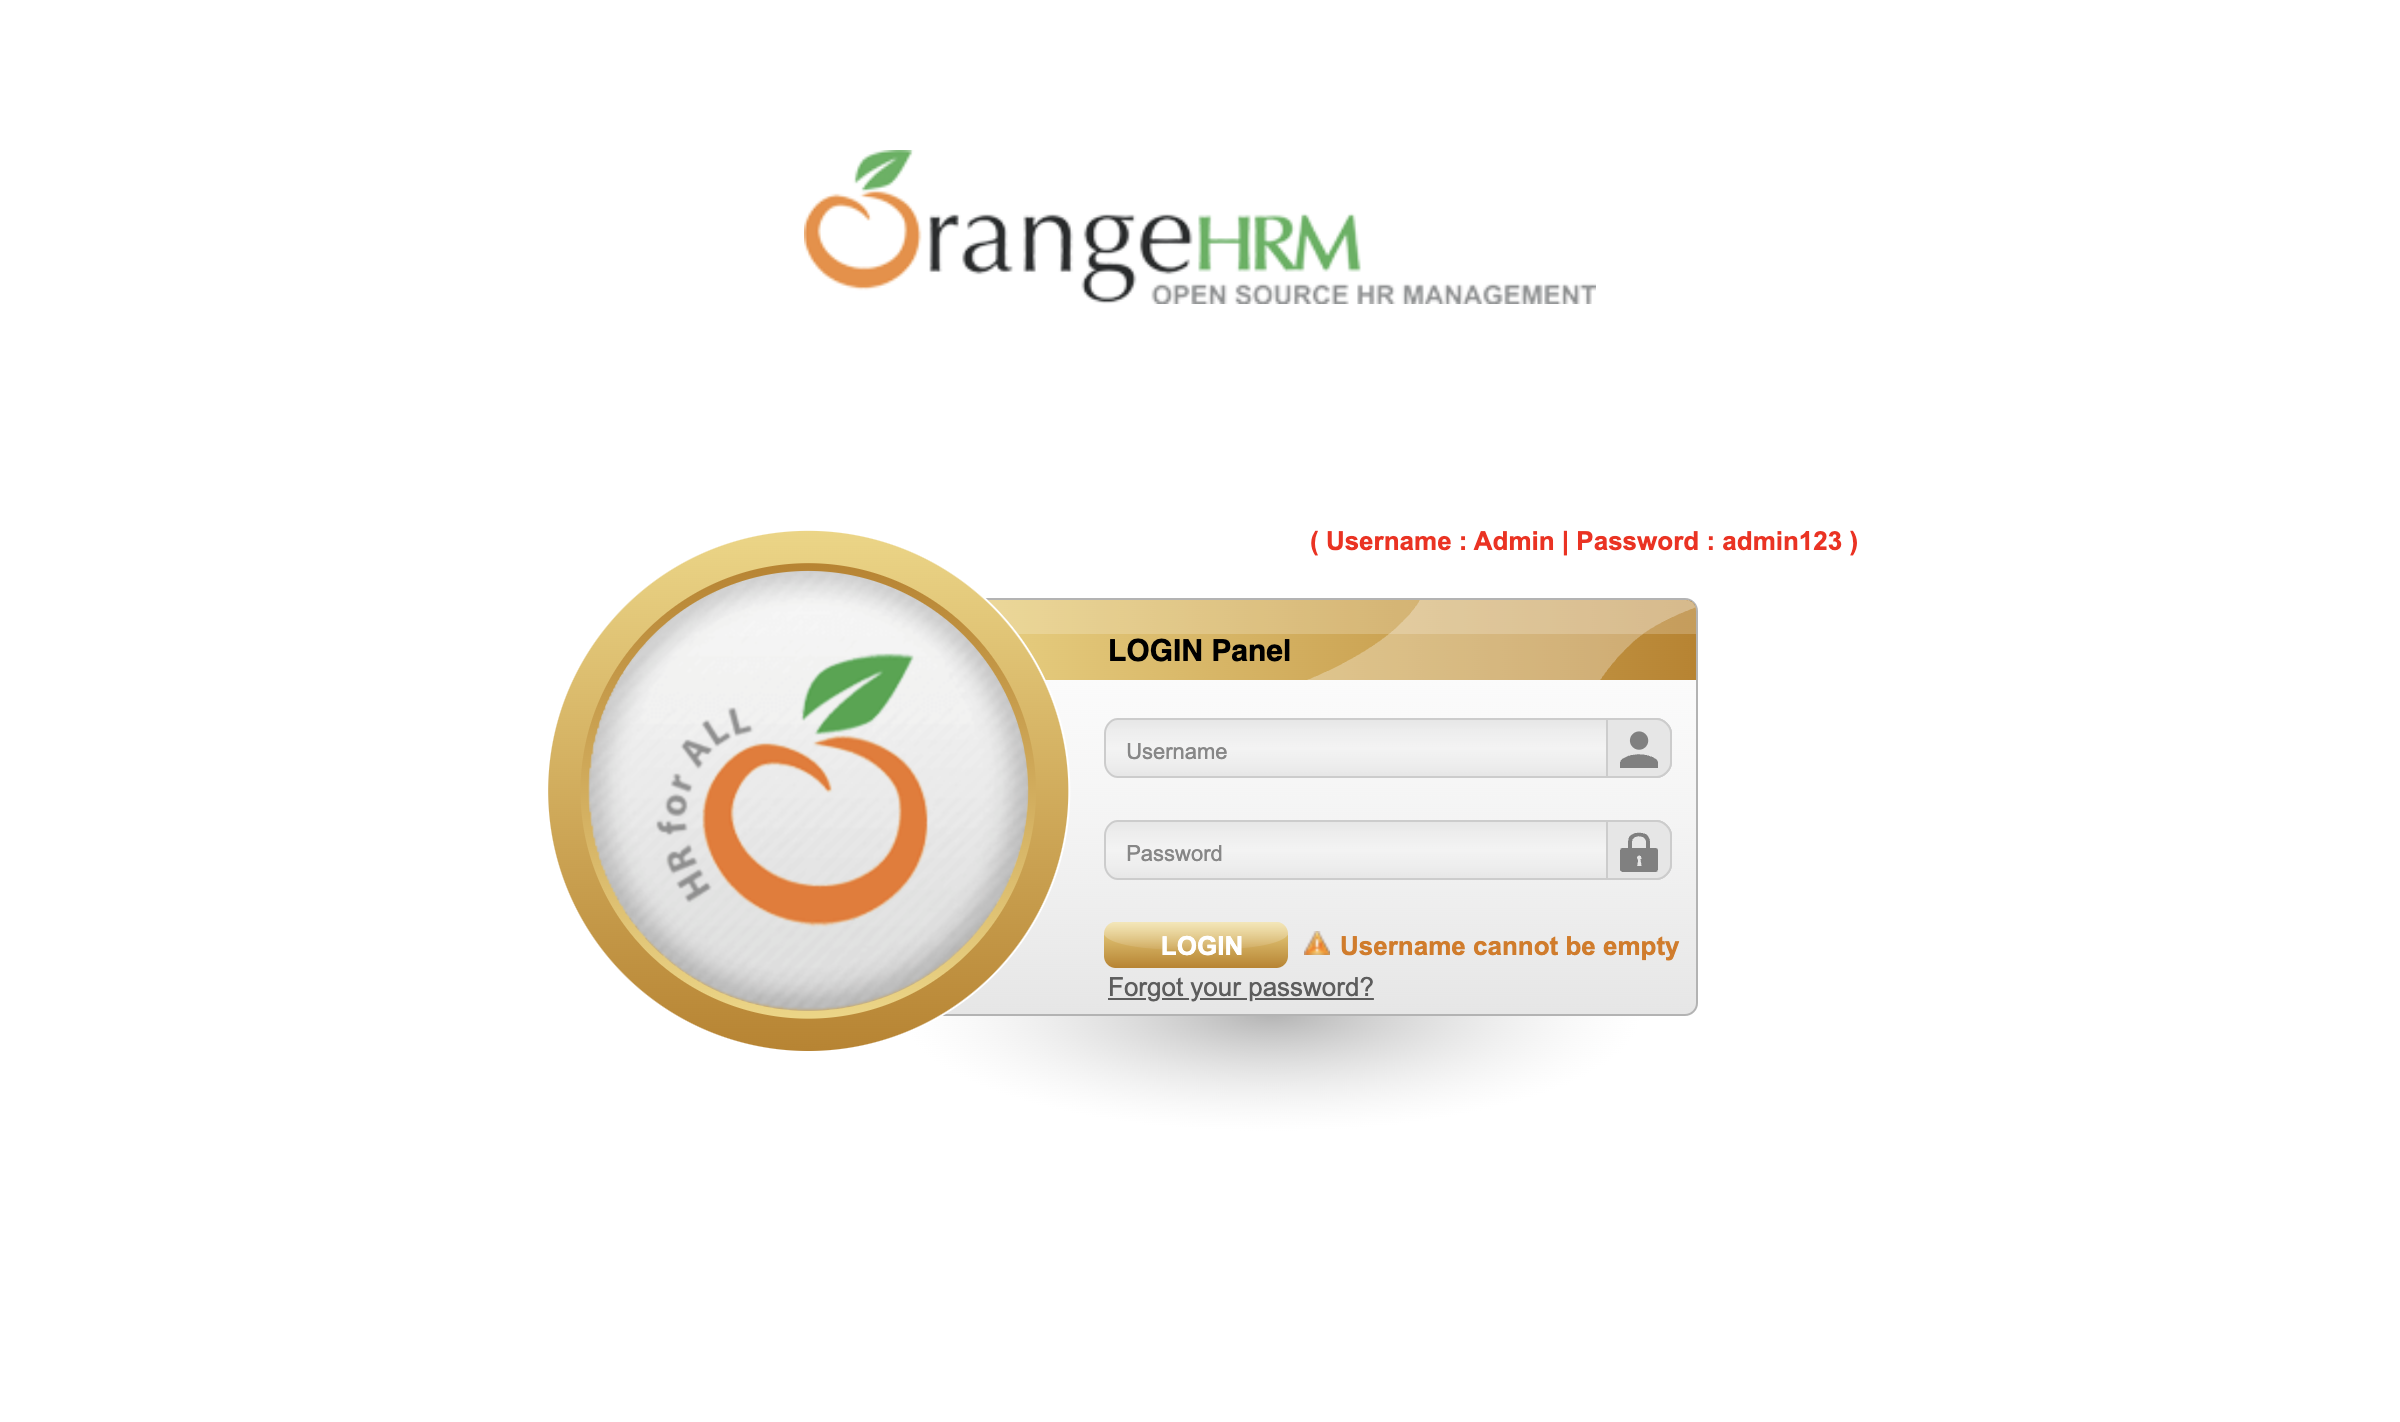 OrangeHRM
OPEN SOURCE HR MANAGEMENT
( Username : Admin | Password : admin123 )
HR for ALL
LOGIN Panel
Username
Password
LOGIN
Username cannot be empty
Forgot your password?